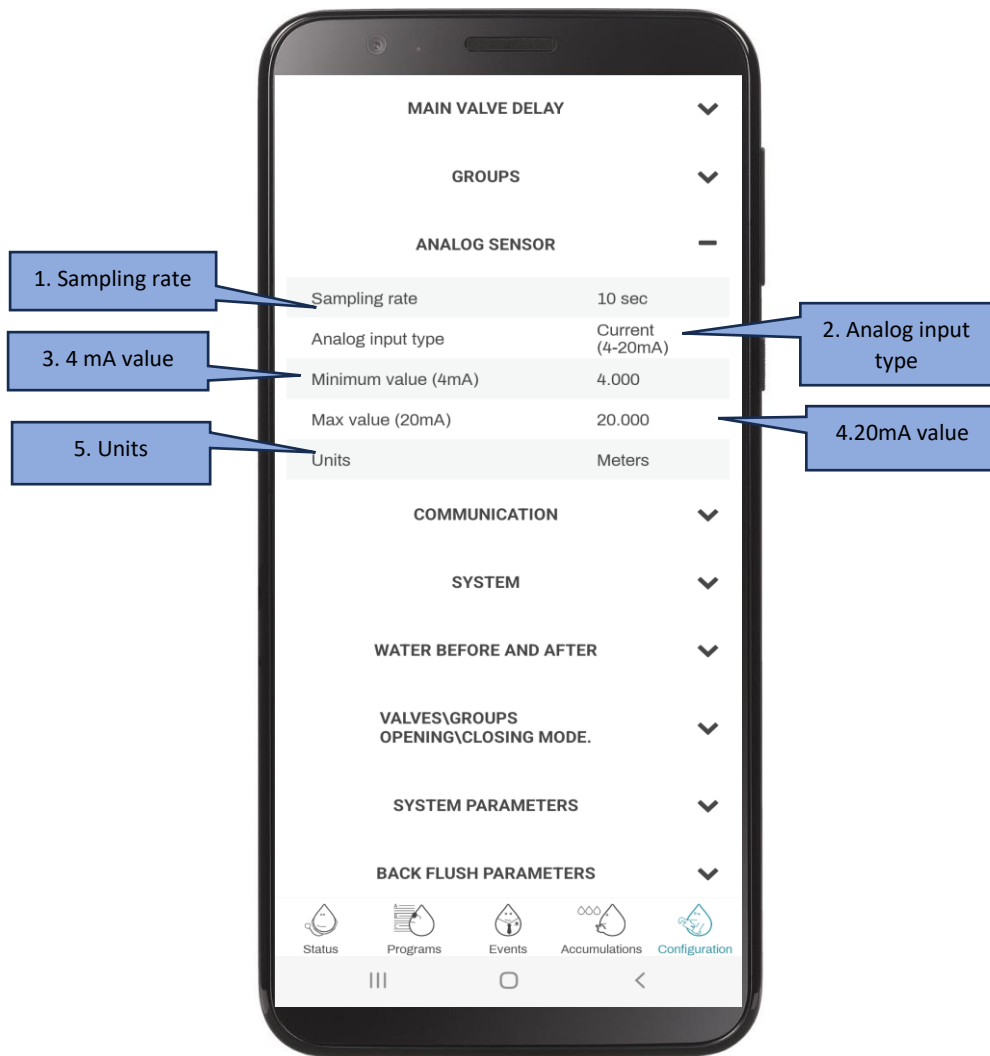 MAIN VALVE DELAY
GROUPS
ANALOG SENSOR
1. Sampling rate
Sampling rate 10 sec
Analog input type Current
(4-20mA)
2. Analog input
type
3. 4 mA value
Minimum value (4mA) 4.000
Max value (20mA) 20.000
4.20mA value
5. Units
Units Meters
COMMUNICATION
SYSTEM
WATER BEFORE AND AFTER
VALVES\GROUPS
OPENING\CLOSING MODE.
SYSTEM PARAMETERS
BACK FLUSH PARAMETERS
Status Programs Events Accumulations Configuration